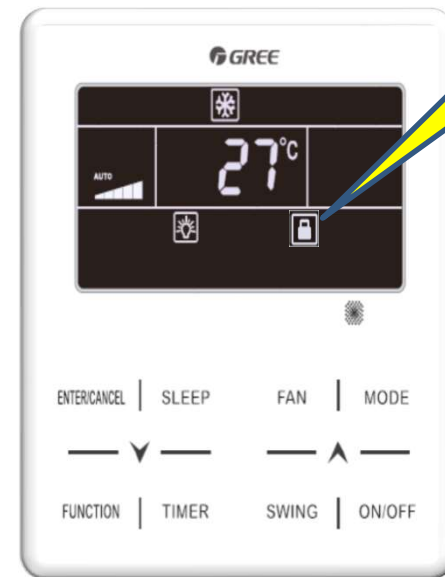 GREE
27°C
AUTO
ENTER/CANCEL SLEEP FAN MODE
FUNCTION TIMER SWING ON/OFF